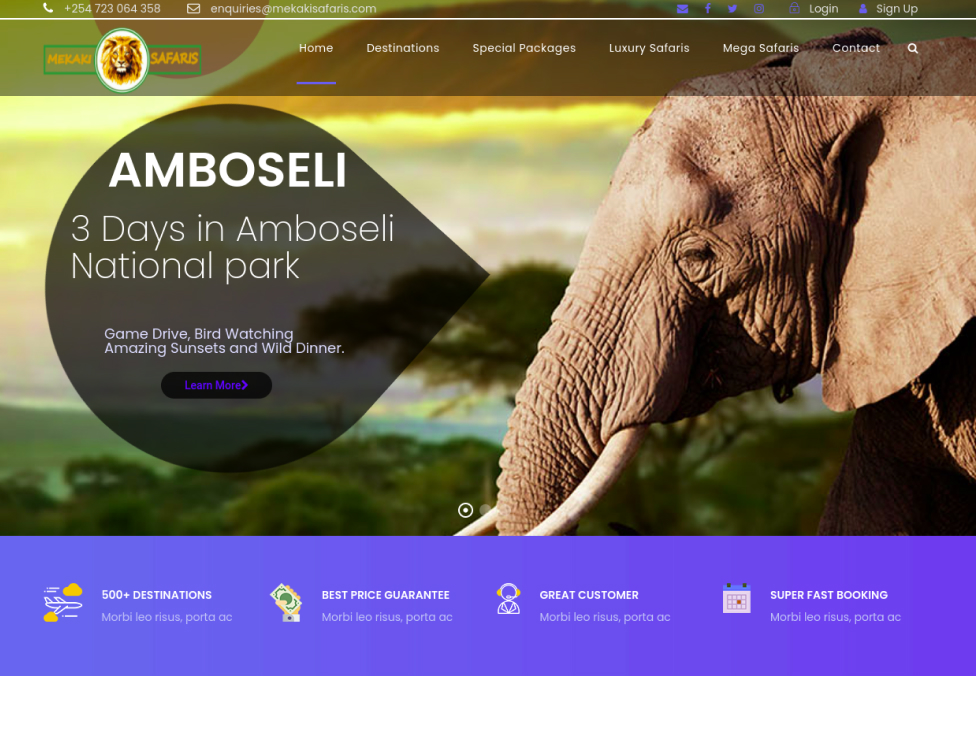 +254 723 064 358
enquiries@mekakisafaris.com
Login
Sign Up
MEKAKI SAFARIS
Home
Destinations
Special Packages
Luxury Safaris
Mega Safaris
Contact
AMBOSELI
3 Days in Amboseli
National park
Game Drive, Bird Watching
Amazing Sunsets and Wild Dinner.
Learn More
500+ DESTINATIONS
Morbi leo risus, porta ac
BEST PRICE GUARANTEE
Morbi leo risus, porta ac
GREAT CUSTOMER
Morbi leo risus, porta ac
SUPER FAST BOOKING
Morbi leo risus, porta ac